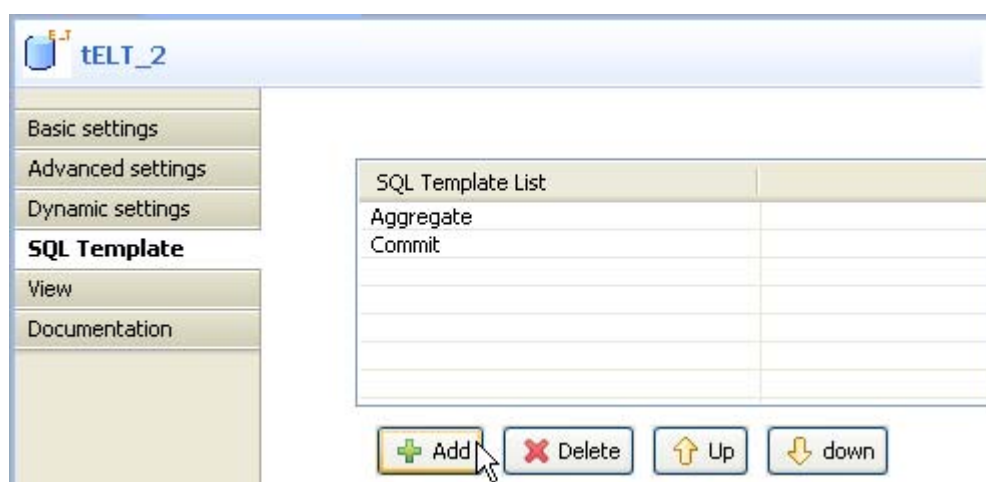 E_T
tELT_2
Basic settings
Advanced settings
Dynamic settings
SQL Template
View
Documentation
SQL Template List
Aggregate
Commit
Add
Delete
Up
down